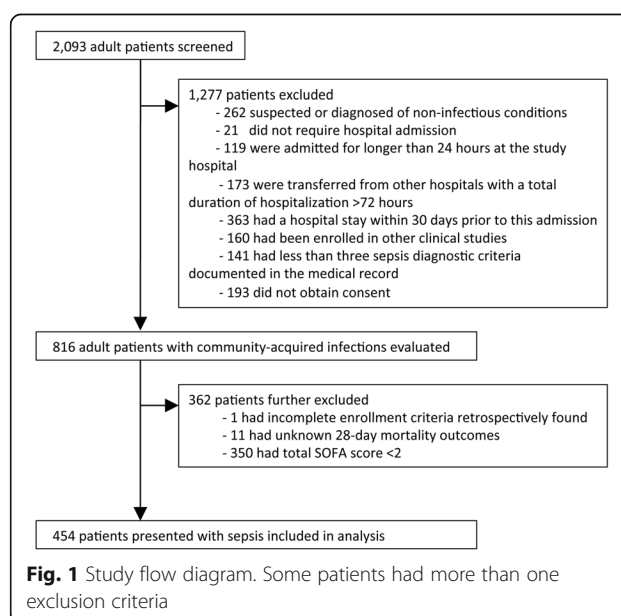 2,093 adult patients screened
1,277 patients excluded
- 262 suspected or diagnosed of non-infectious conditions
- 21 did not require hospital admission
- 119 were admitted for longer than 24 hours at the study
hospital
- 173 were transferred from other hospitals with a total
duration of hospitalization >72 hours
- 363 had a hospital stay within 30 days prior to this admission
- 160 had been enrolled in other clinical studies
- 141 had less than three sepsis diagnostic criteria
documented in the medical record
- 193 did not obtain consent
816 adult patients with community-acquired infections evaluated
362 patients further excluded
- 1 had incomplete enrollment criteria retrospectively found
- 11 had unknown 28-day mortality outcomes
- 350 had total SOFA score <2
454 patients presented with sepsis included in analysis
Fig. 1 Study flow diagram. Some patients had more than one
exclusion criteria